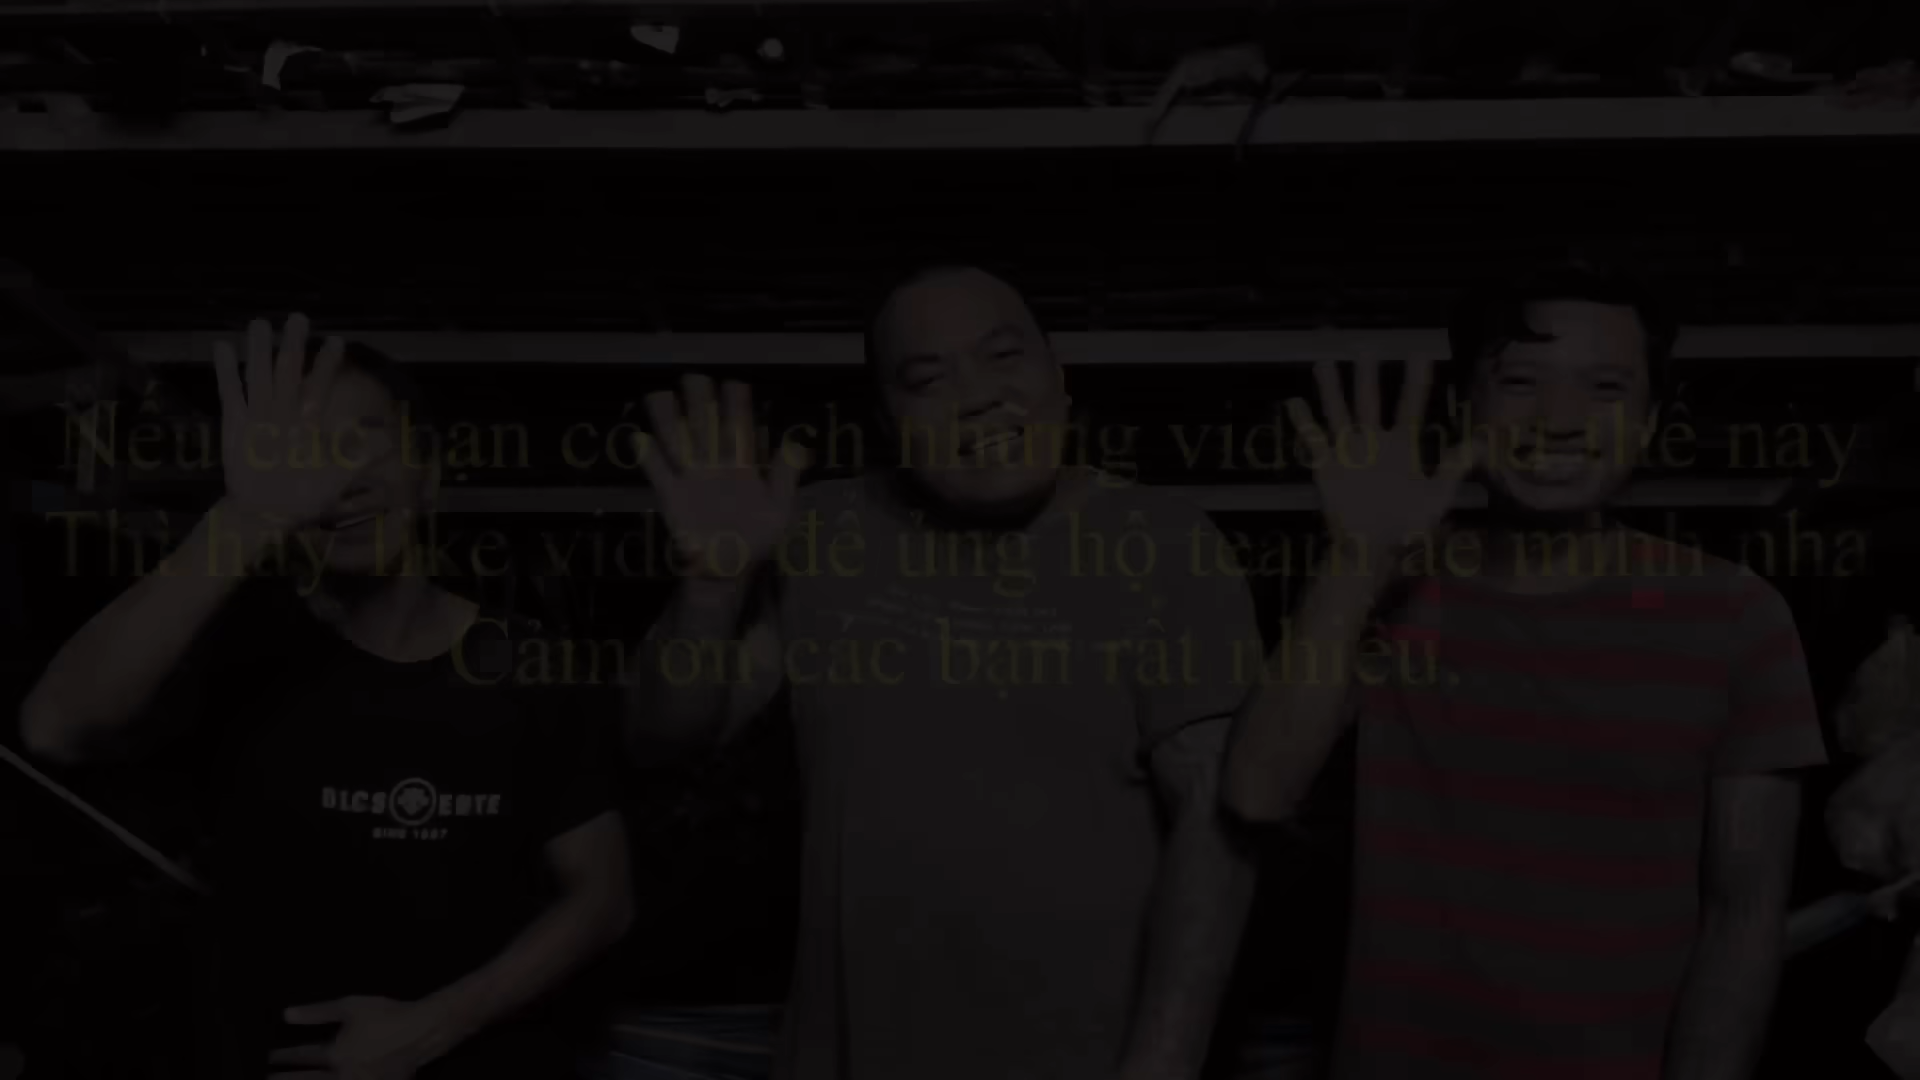 Nếu các bạn có thích những video như thế này
Thì hãy like video để ủng hộ team ae mình nha
Cảm ơn các bạn rất nhiều.